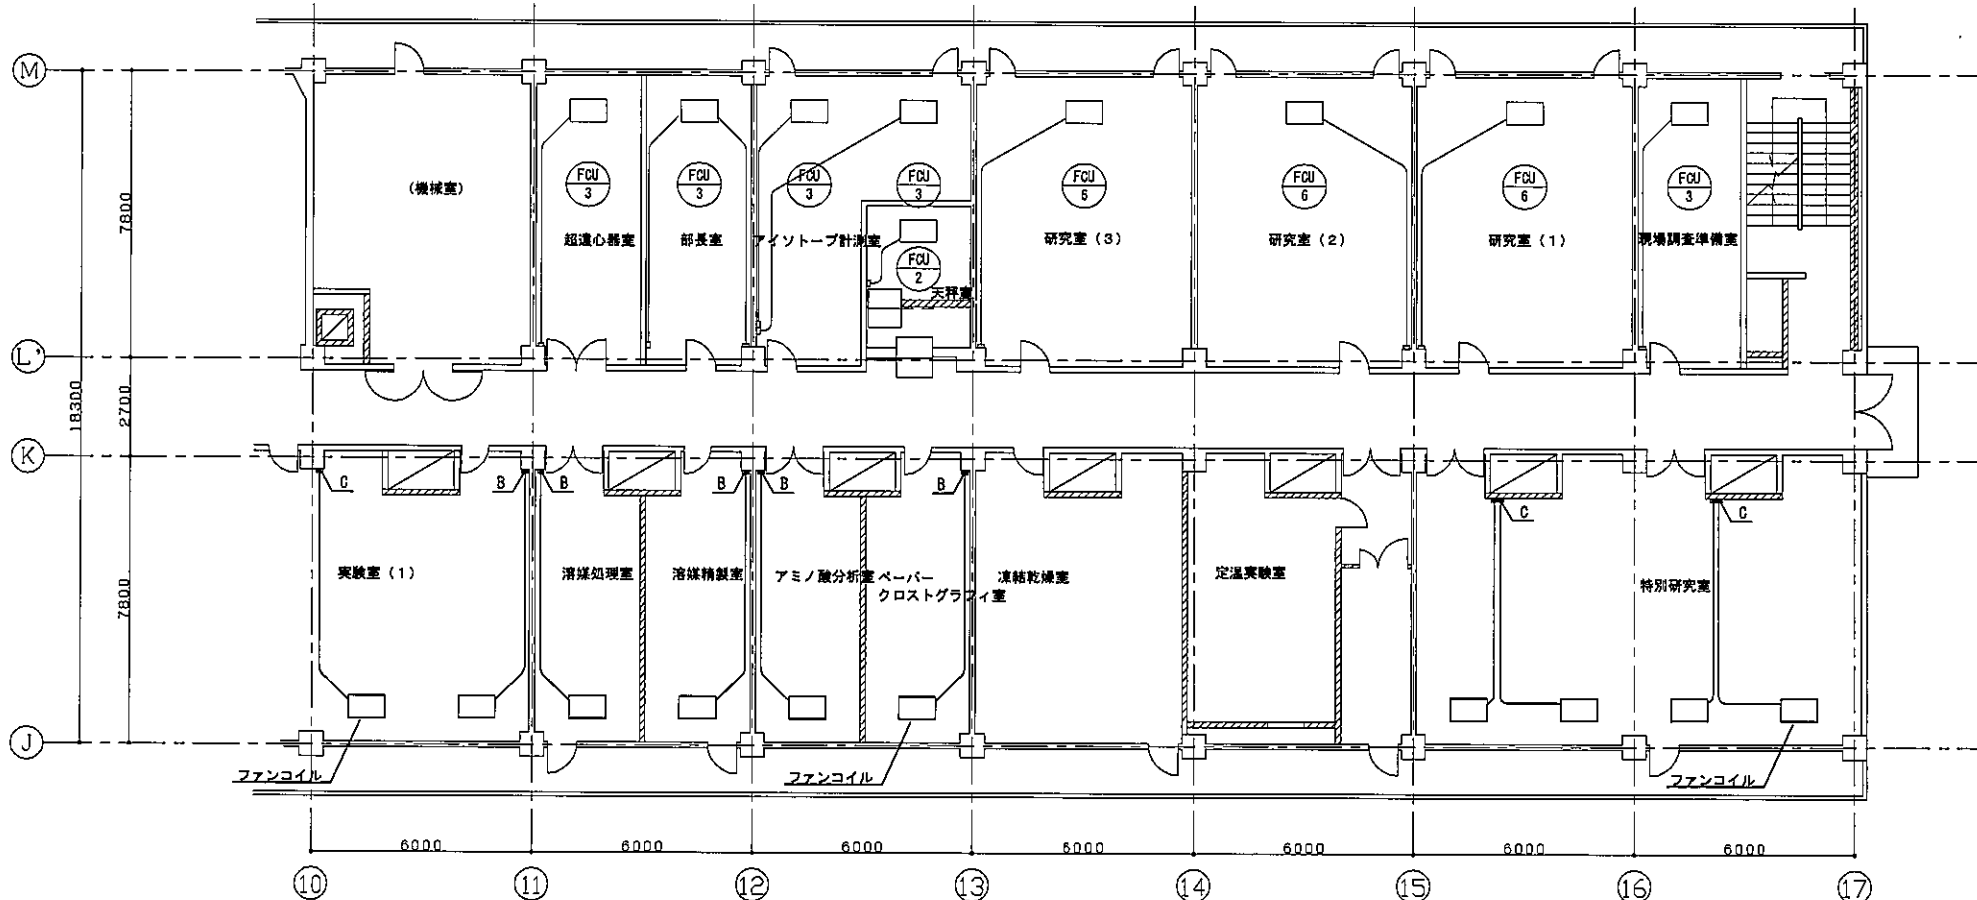 M
FCU
3
FCU
3
FCU
3
FCU
3
FCU
5
FCU
6
FCU
6
FCU
3
(機械室)
7800
超遠心器室
部長室
アイソトープ計測室
研究室(3)
研究室(2)
研究室(1)
現場調査準備室
FCU
2
天秤室
L'
18300
2700
K
C
B
B
B
B
B
C
C
実験室(1)
溶媒処理室
溶媒精製室
アミノ酸分析室
ペーパー
クロストグラフィ室
凍結乾燥室
定温実験室
特別研究室
7800
J
ファンコイル
ファンコイル
ファンコイル
6000
6000
6000
6000
6000
6000
6000
10
11
12
13
14
15
16
17